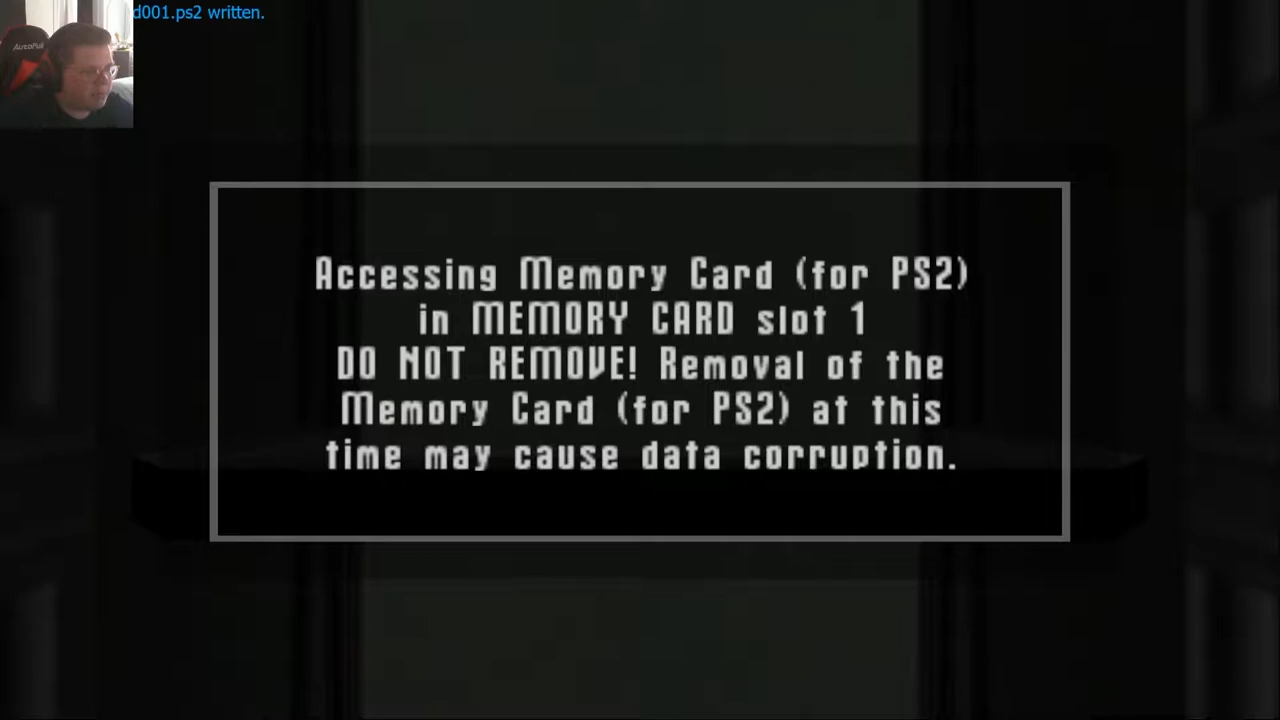 d001.ps2 written.
AutoFull
Accessing Memory Card (for PS2)
in MEMORY CARD slot 1
DO NOT REMOVE! Removal of the
Memory Card (for PS2) at this
time may cause data corruption.